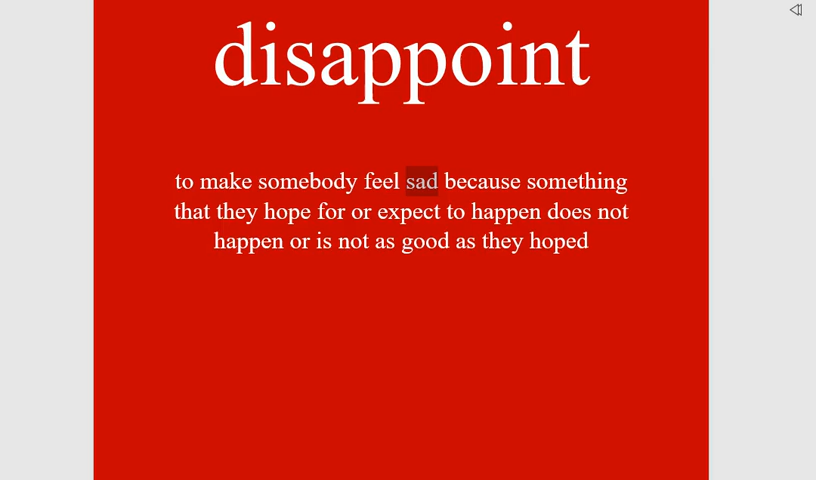 disappoint
to make somebody feel sad because something
that they hope for or expect to happen does not
happen or is not as good as they hoped